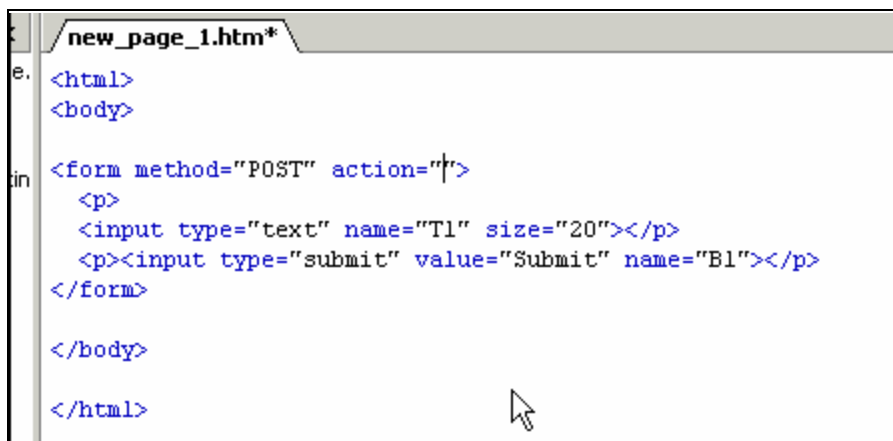 new_page_1.htm*
e.
<html>
<body>
tin
<form method="POST" action="">
<p>
<input type="text" name="T1" size="20"></p>
<p><input type="submit" value="Submit" name="B1"></p>
</form>
</body>
</html>